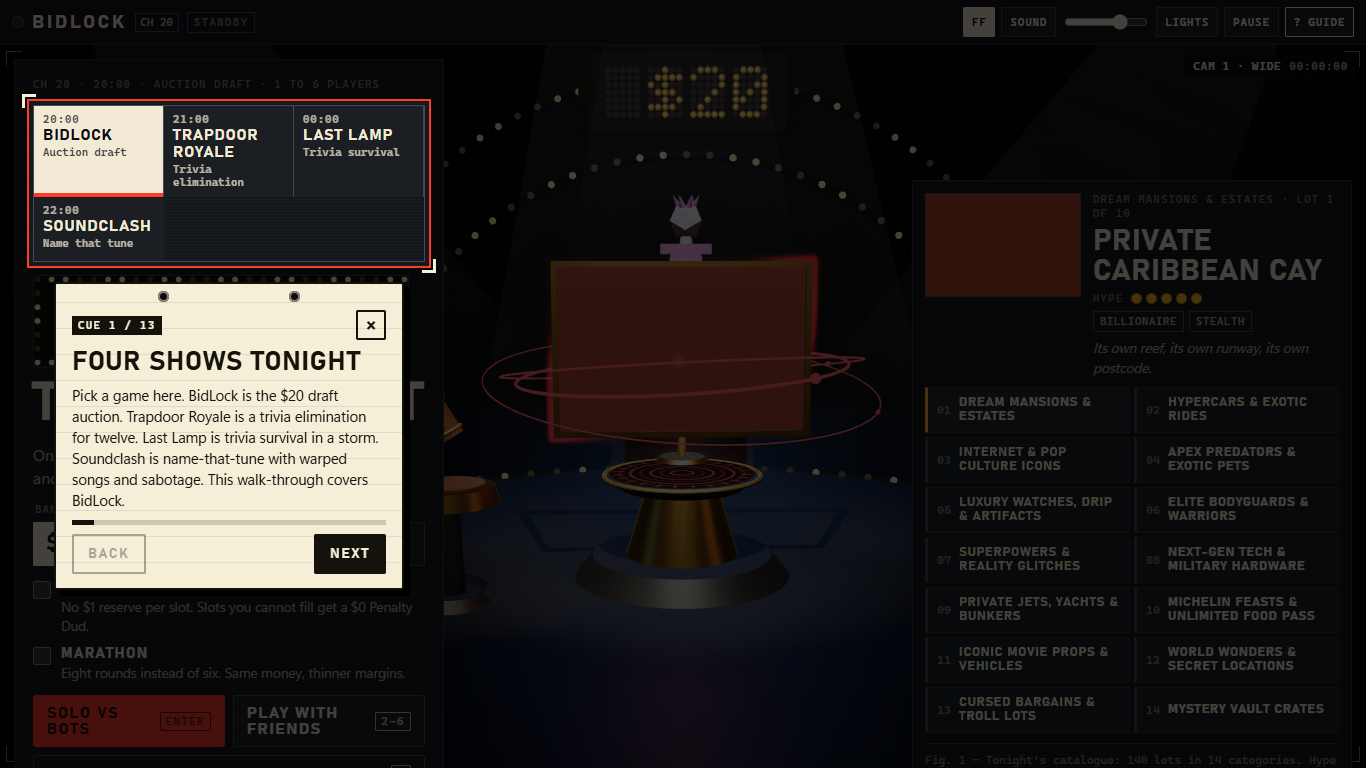 BIDLOCK
CH 20
STANDBY
FF
SOUND
LIGHTS
PAUSE
? GUIDE
CAM 1 · WIDE 00:00:00
CH 20 · 20:00 · AUCTION DRAFT · 1 TO 6 PLAYERS
20:00
BIDLOCK
Auction draft
21:00
TRAPDOOR
ROYALE
Trivia
elimination
00:00
LAST LAMP
Trivia survival
22:00
SOUNDCLASH
Name that tune
$20
CUE 1 / 13
×
FOUR SHOWS TONIGHT
Pick a game here. BidLock is the $20 draft
auction. Trapdoor Royale is a trivia elimination
for twelve. Last Lamp is trivia survival in a storm.
Soundclash is name-that-tune with warped
songs and sabotage. This walk-through covers
BidLock.
BACK
NEXT
No $1 reserve per slot. Slots you cannot fill get a $0 Penalty
Dud.
MARATHON
Eight rounds instead of six. Same money, thinner margins.
SOLO VS
BOTS
ENTER
PLAY WITH
FRIENDS
2–6
DREAM MANSIONS & ESTATES · LOT 1
OF 10
PRIVATE
CARIBBEAN CAY
HYPE
BILLIONAIRE
STEALTH
Its own reef, its own runway, its own
postcode.
01 DREAM MANSIONS &
ESTATES
02 HYPERCARS & EXOTIC
RIDES
03 INTERNET & POP
CULTURE ICONS
04 APEX PREDATORS &
EXOTIC PETS
05 LUXURY WATCHES, DRIP
& ARTIFACTS
06 ELITE BODYGUARDS &
WARRIORS
07 SUPERPOWERS &
REALITY GLITCHES
08 NEXT-GEN TECH &
MILITARY HARDWARE
09 PRIVATE JETS, YACHTS &
BUNKERS
10 MICHELIN FEASTS &
UNLIMITED FOOD PASS
11 ICONIC MOVIE PROPS &
VEHICLES
12 WORLD WONDERS &
SECRET LOCATIONS
13 CURSED BARGAINS &
TROLL LOTS
14 MYSTERY VAULT CRATES
Fig. 1 — Tonight's catalogue: 140 lots in 14 categories. Hype